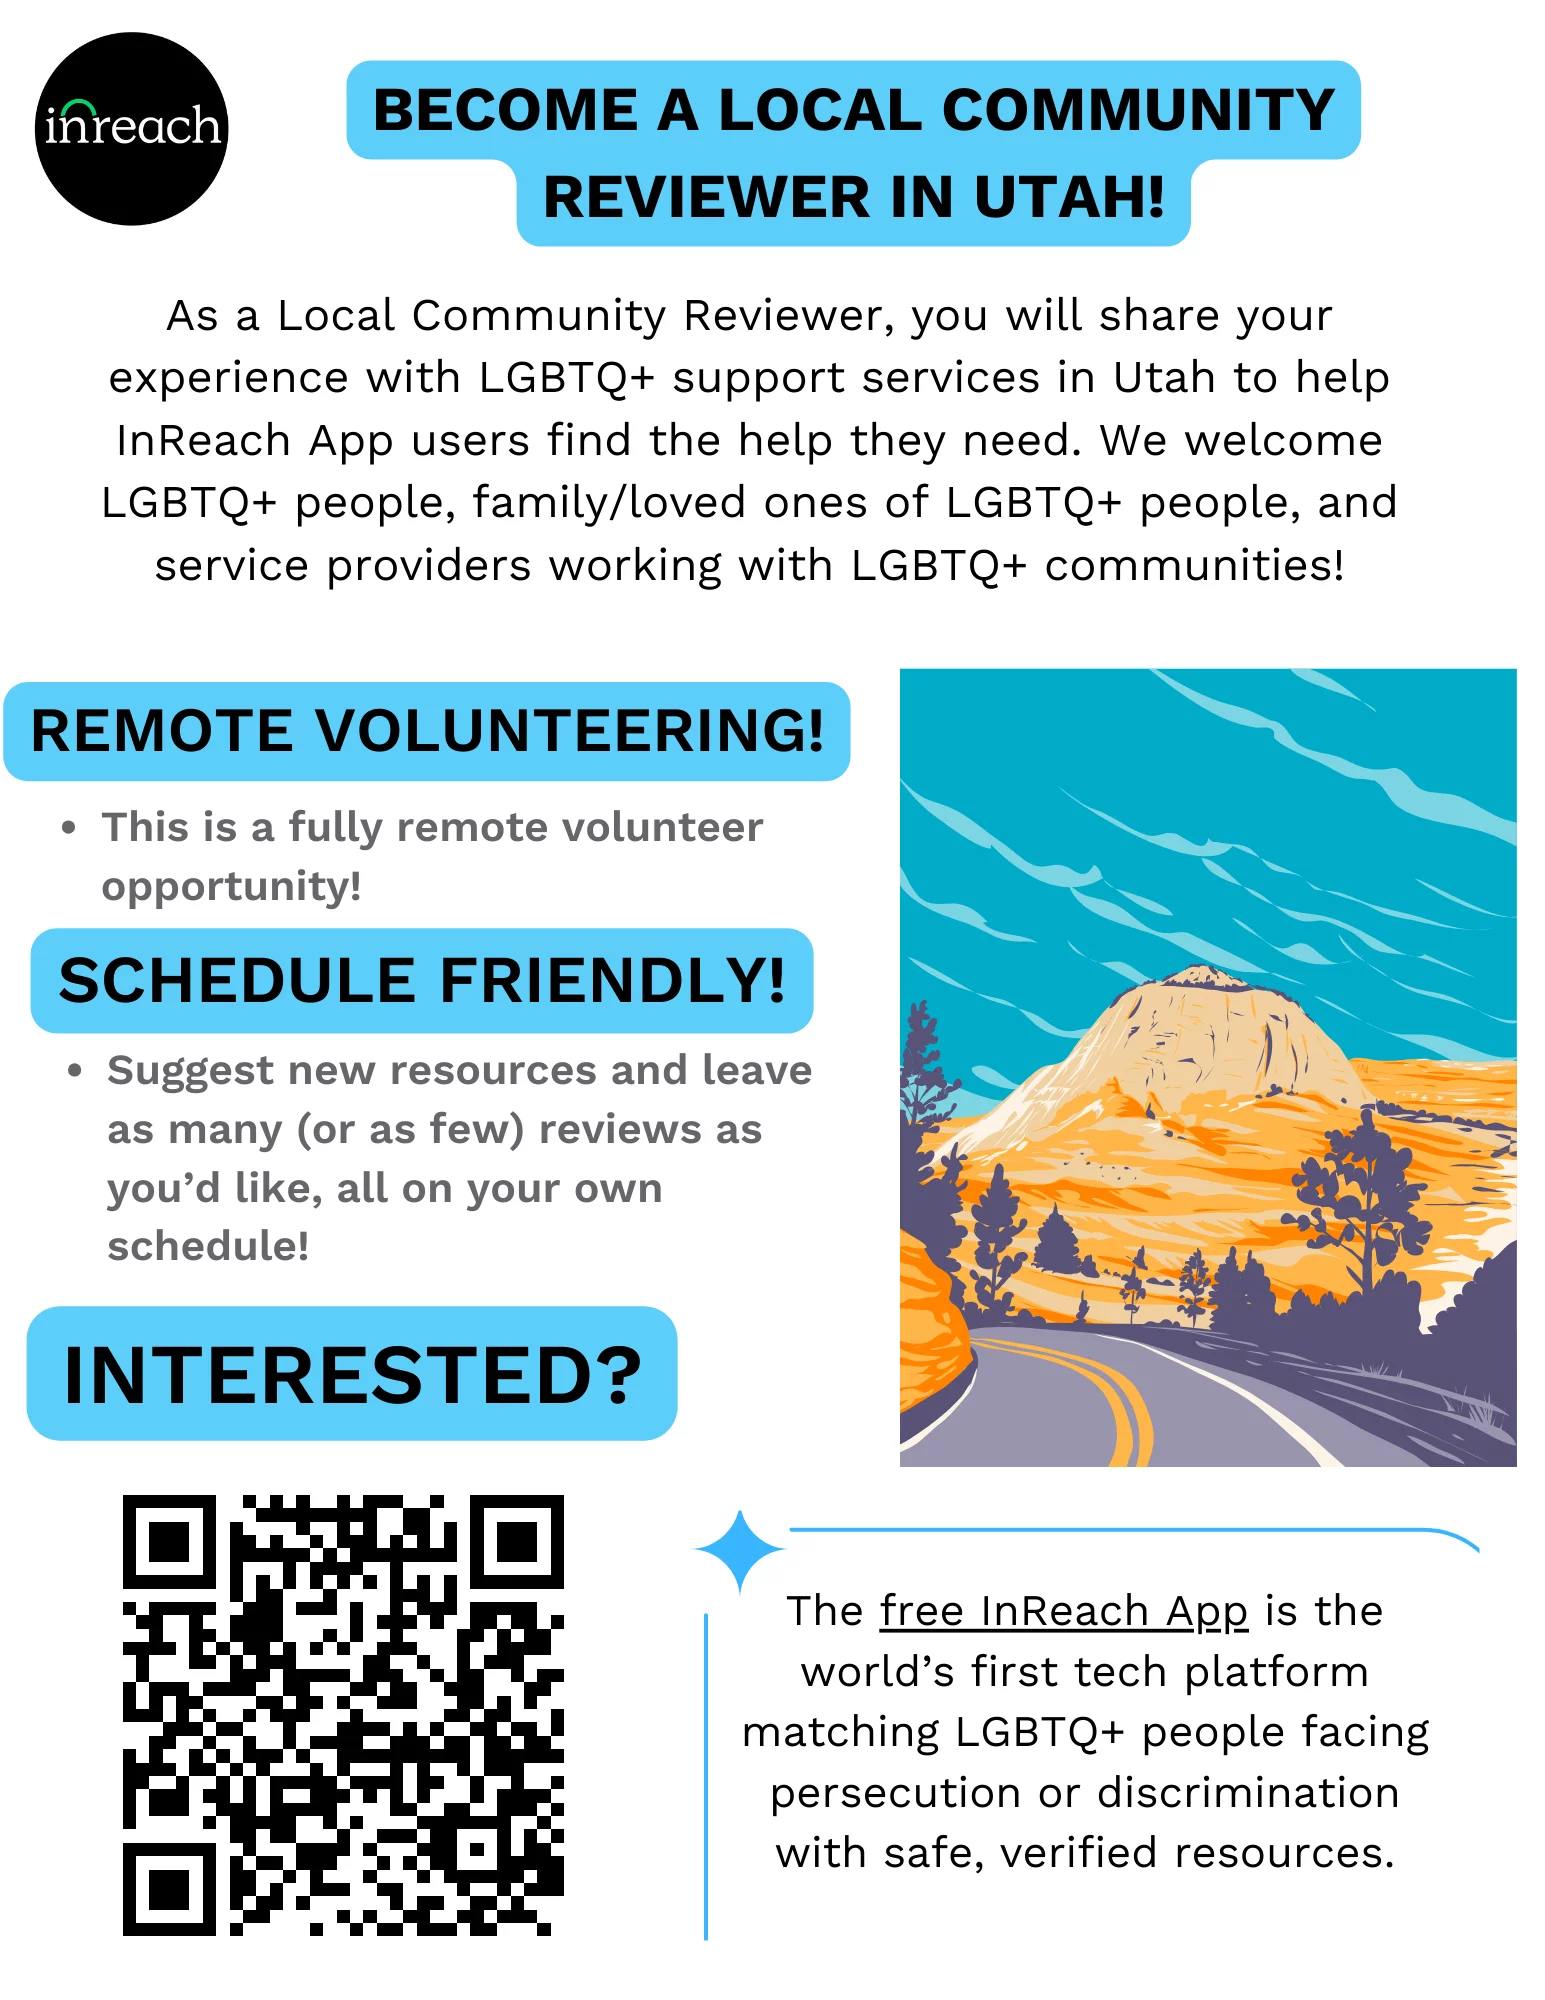 inreach
BECOME A LOCAL COMMUNITY
REVIEWER IN UTAH!
As a Local Community Reviewer, you will share your
experience with LGBTQ+ support services in Utah to help
InReach App users find the help they need. We welcome
LGBTQ+ people, family/loved ones of LGBTQ+ people, and
service providers working with LGBTQ+ communities!
REMOTE VOLUNTEERING!
• This is a fully remote volunteer
opportunity!
SCHEDULE FRIENDLY!
• Suggest new resources and leave
as many (or as few) reviews as
you’d like, all on your own
schedule!
INTERESTED?
The free InReach App is the
world’s first tech platform
matching LGBTQ+ people facing
persecution or discrimination
with safe, verified resources.